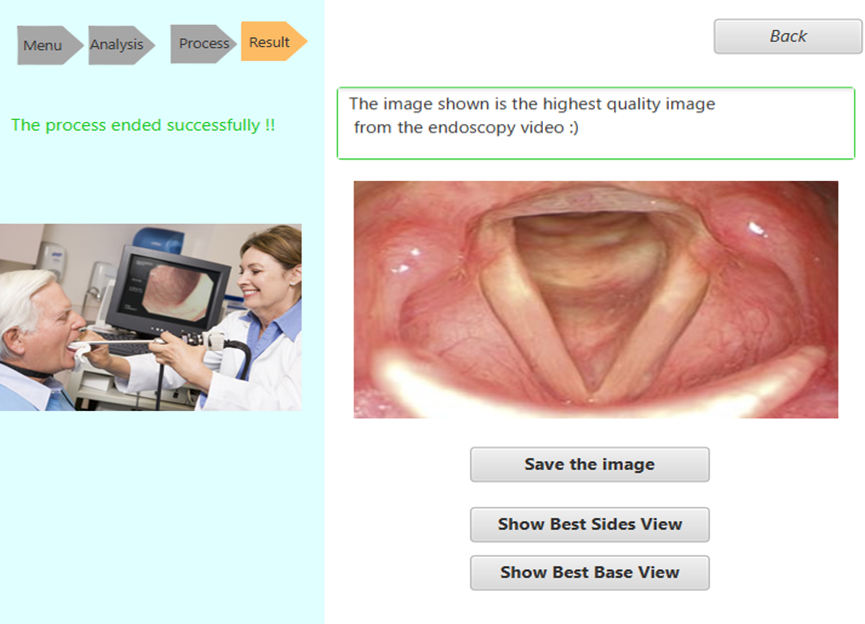 Menu
Analysis
Process
Result
Back
The process ended successfully !!
The image shown is the highest quality image
from the endoscopy video :)
Save the image
Show Best Sides View
Show Best Base View